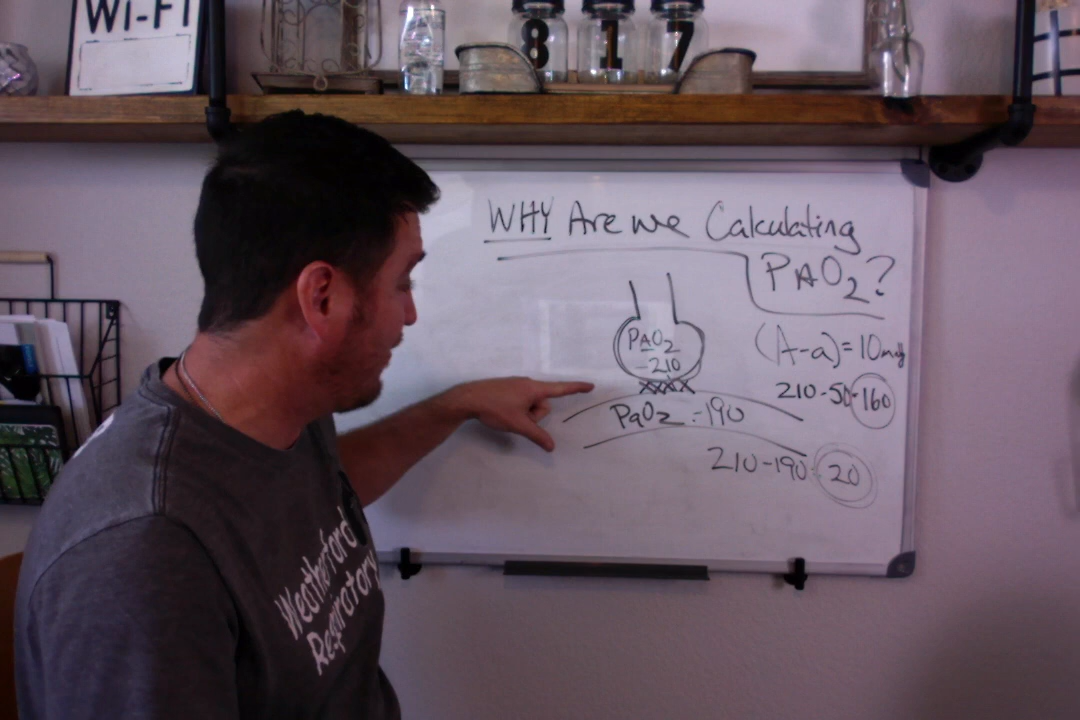 Wi-Fi
8 1 7
WHY Are we Calculating
PAO2?
PAO2
-210
(A-a)=10mmHg
210-50-160
PaO2=190
210-190=20
Weatherford
Respiratory